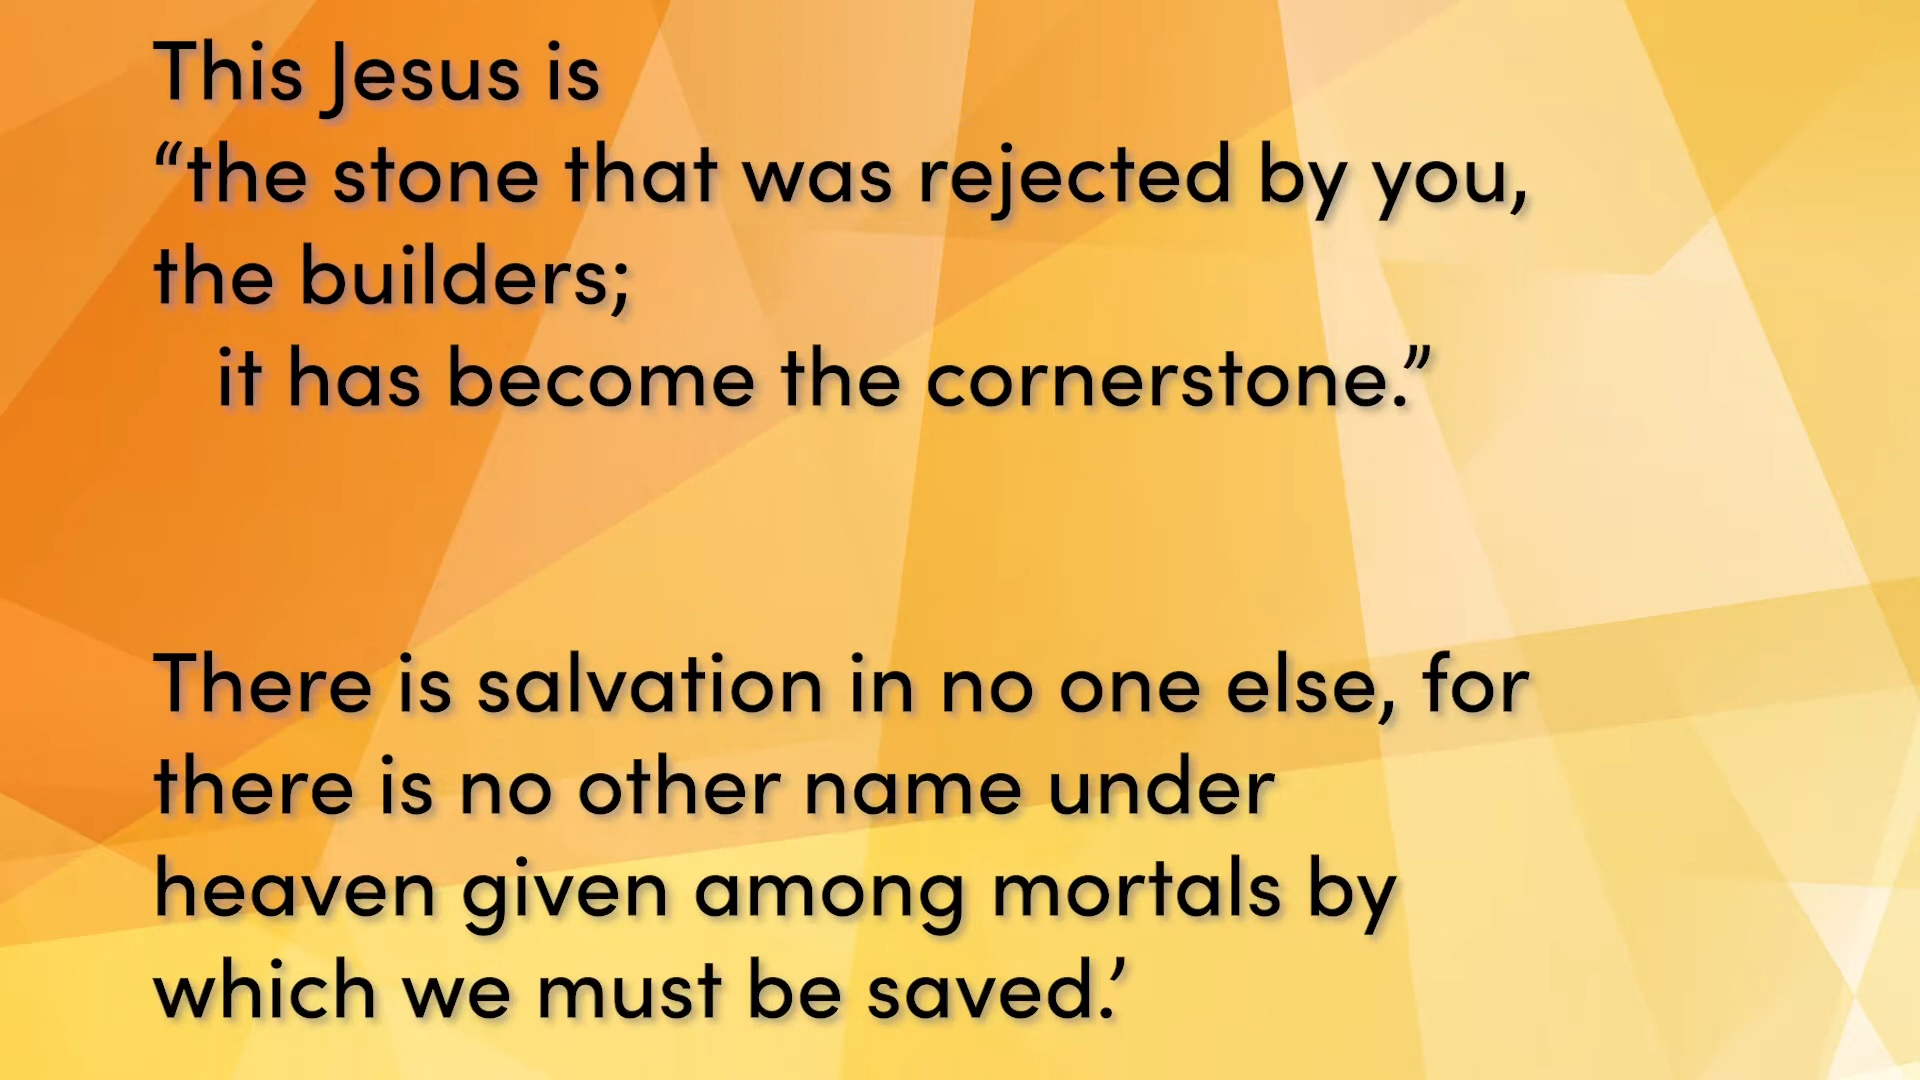 This Jesus is
“the stone that was rejected by you,
the builders;
it has become the cornerstone.”
There is salvation in no one else, for
there is no other name under
heaven given among mortals by
which we must be saved.’